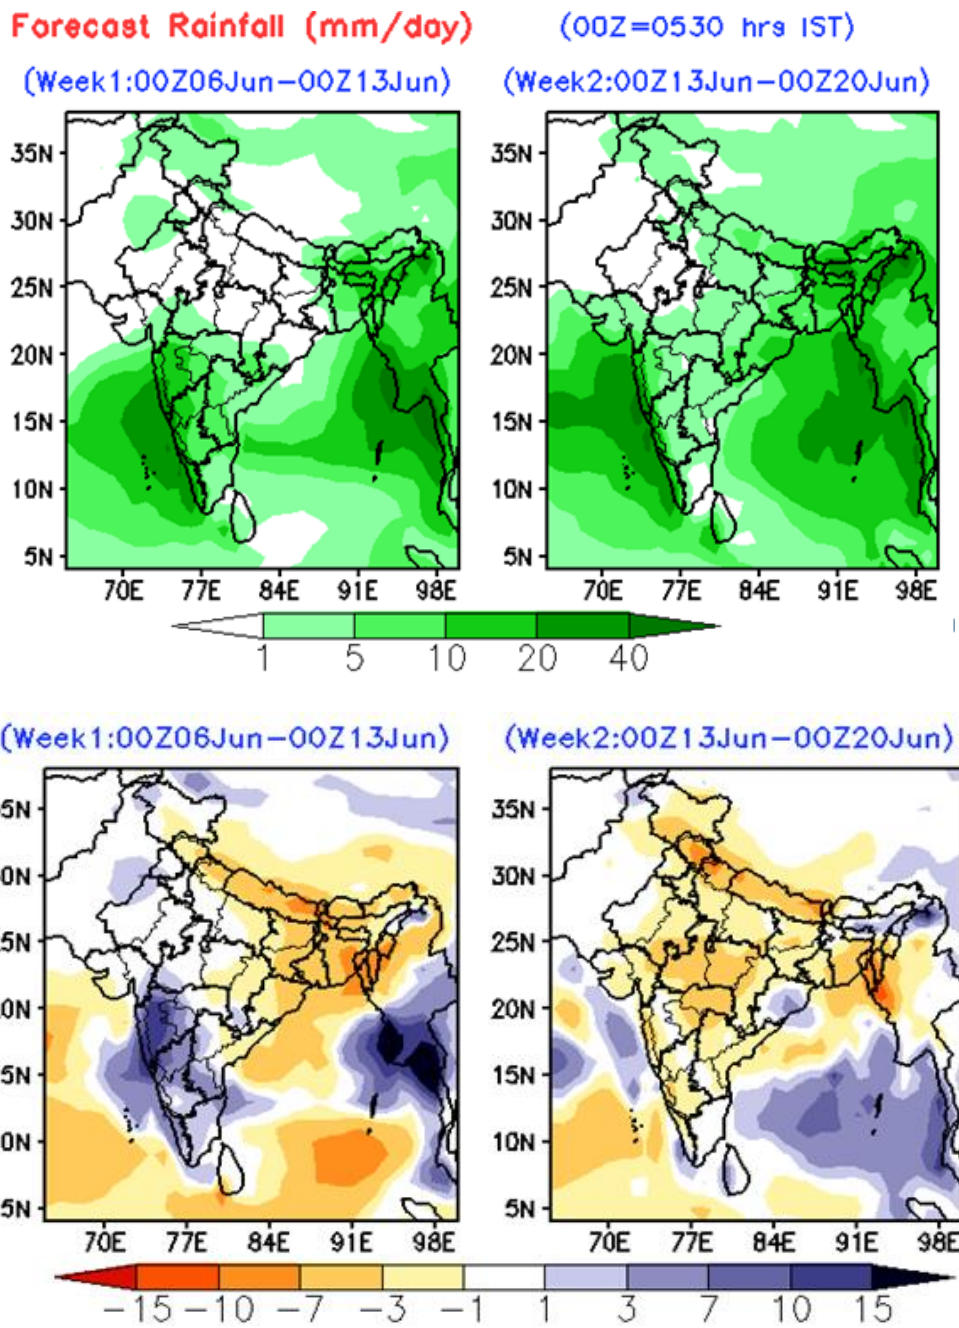 Forecast Rainfall (mm/day) (00Z=0530 hrs IST)
(Week1:00Z06Jun−00Z13Jun) (Week2:00Z13Jun−00Z20Jun)
35N 35N
30N 30N
25N 25N
20N 20N
15N 15N
10N 10N
5N 5N
70E 77E 84E 91E 98E 70E 77E 84E 91E 98E
1 5 10 20 40
(Week1:00Z06Jun−00Z13Jun) (Week2:00Z13Jun−00Z20Jun)
5N 35N
0N 30N
5N 25N
0N 20N
5N 15N
0N 10N
5N 5N
70E 77E 84E 91E 98E 70E 77E 84E 91E 98E
−15 −10 −7 −3 −1 1 3 7 10 15